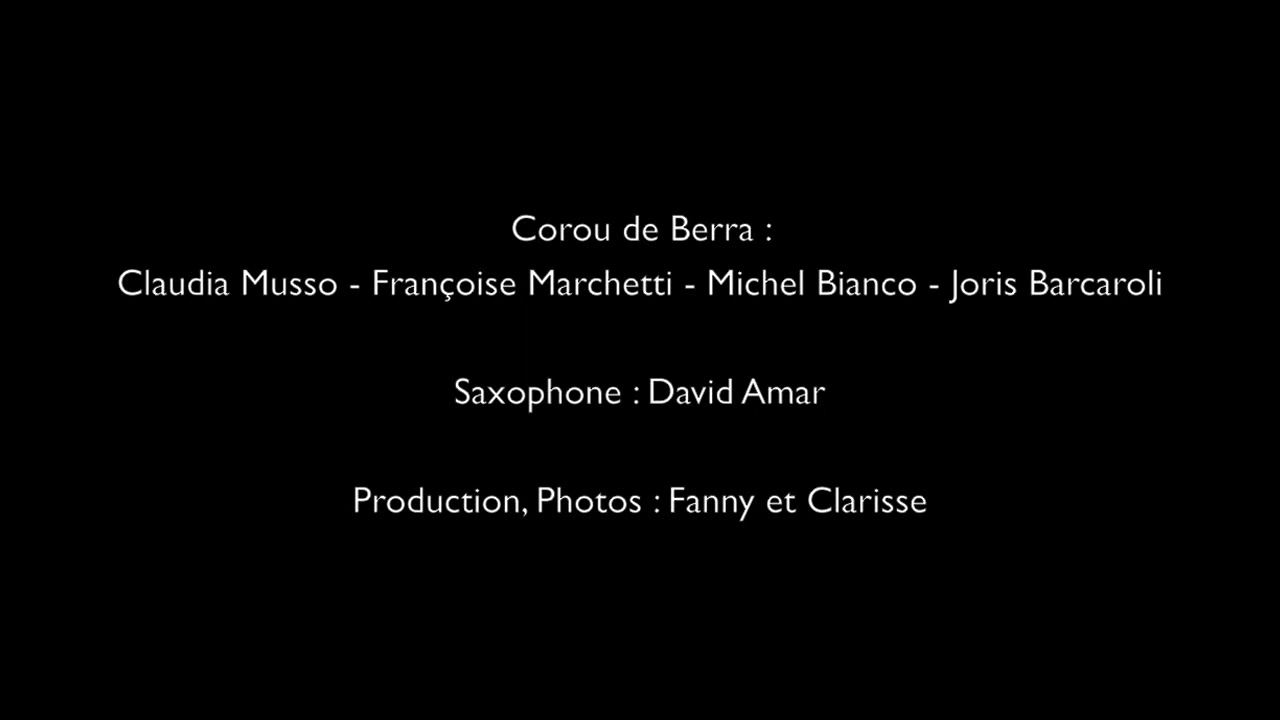 Corou de Berra :
Claudia Musso - Françoise Marchetti - Michel Bianco - Joris Barcaroli
Saxophone : David Amar
Production, Photos : Fanny et Clarisse